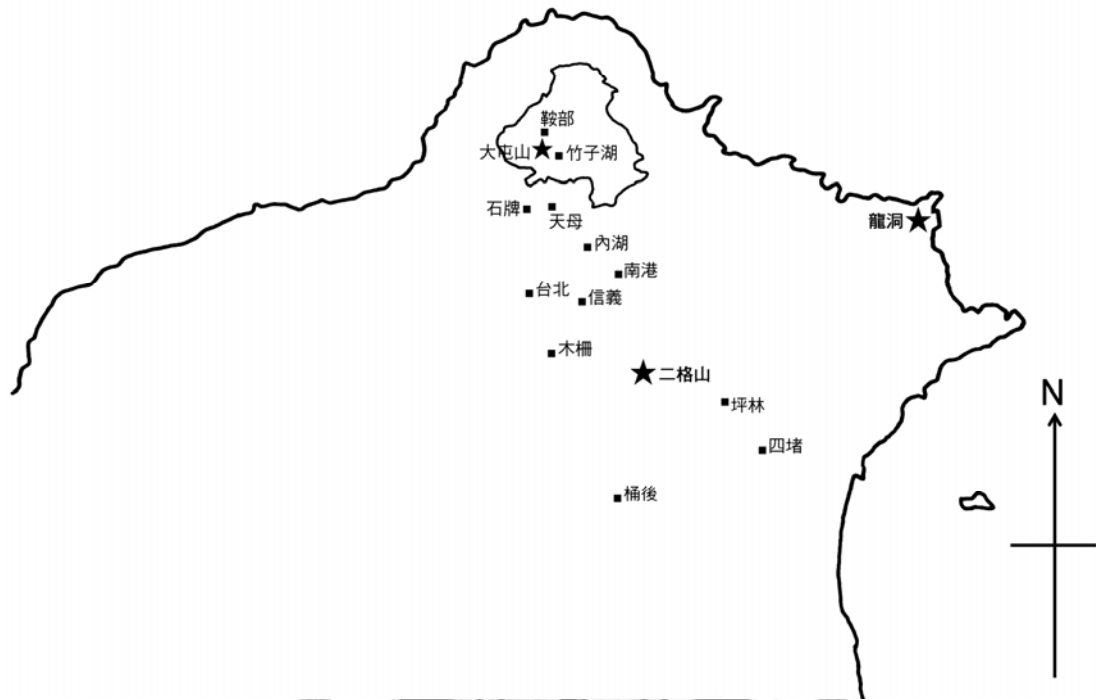 鞍部
大屯山
竹子湖
石牌
天母
龍洞
內湖
南港
台北
信義
木柵
二格山
坪林
N
四堵
桶後